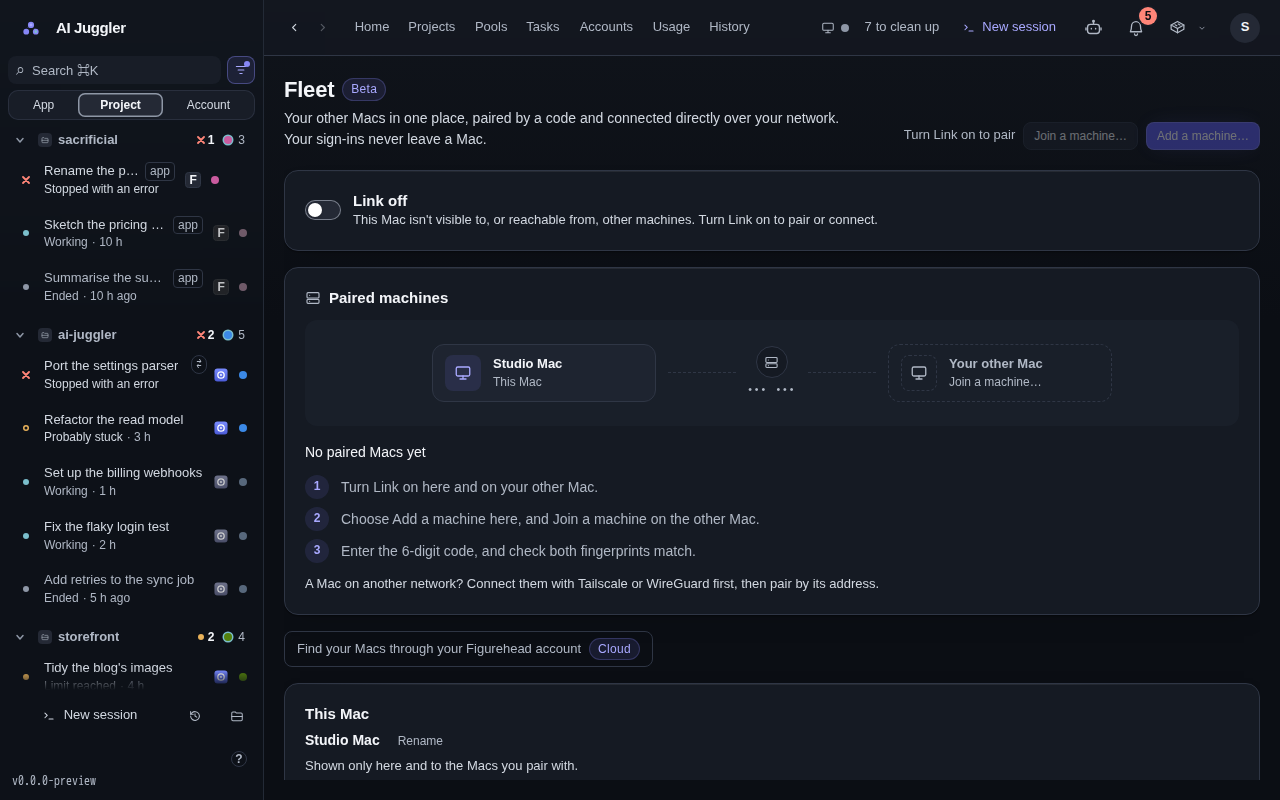 AI Juggler
Search ⌘K
App Project Account
sacrificial 1 3
Rename the p… app F
Stopped with an error
Sketch the pricing … app F
Working · 10 h
Summarise the su… app F
Ended · 10 h ago
ai-juggler 2 5
Port the settings parser
Stopped with an error
Refactor the read model
Probably stuck · 3 h
Set up the billing webhooks
Working · 1 h
Fix the flaky login test
Working · 2 h
Add retries to the sync job
Ended · 5 h ago
storefront 2 4
Tidy the blog's images
Limit reached · 4 h
New session
?
v0.0.0-preview
Home Projects Pools Tasks Accounts Usage History
7 to clean up
New session
5
S
Fleet Beta
Your other Macs in one place, paired by a code and connected directly over your network.
Your sign-ins never leave a Mac.
Turn Link on to pair Join a machine… Add a machine…
Link off
This Mac isn't visible to, or reachable from, other machines. Turn Link on to pair or connect.
Paired machines
Studio Mac
This Mac
••• •••
Your other Mac
Join a machine…
No paired Macs yet
1 Turn Link on here and on your other Mac.
2 Choose Add a machine here, and Join a machine on the other Mac.
3 Enter the 6-digit code, and check both fingerprints match.
A Mac on another network? Connect them with Tailscale or WireGuard first, then pair by its address.
Find your Macs through your Figurehead account Cloud
This Mac
Studio Mac Rename
Shown only here and to the Macs you pair with.